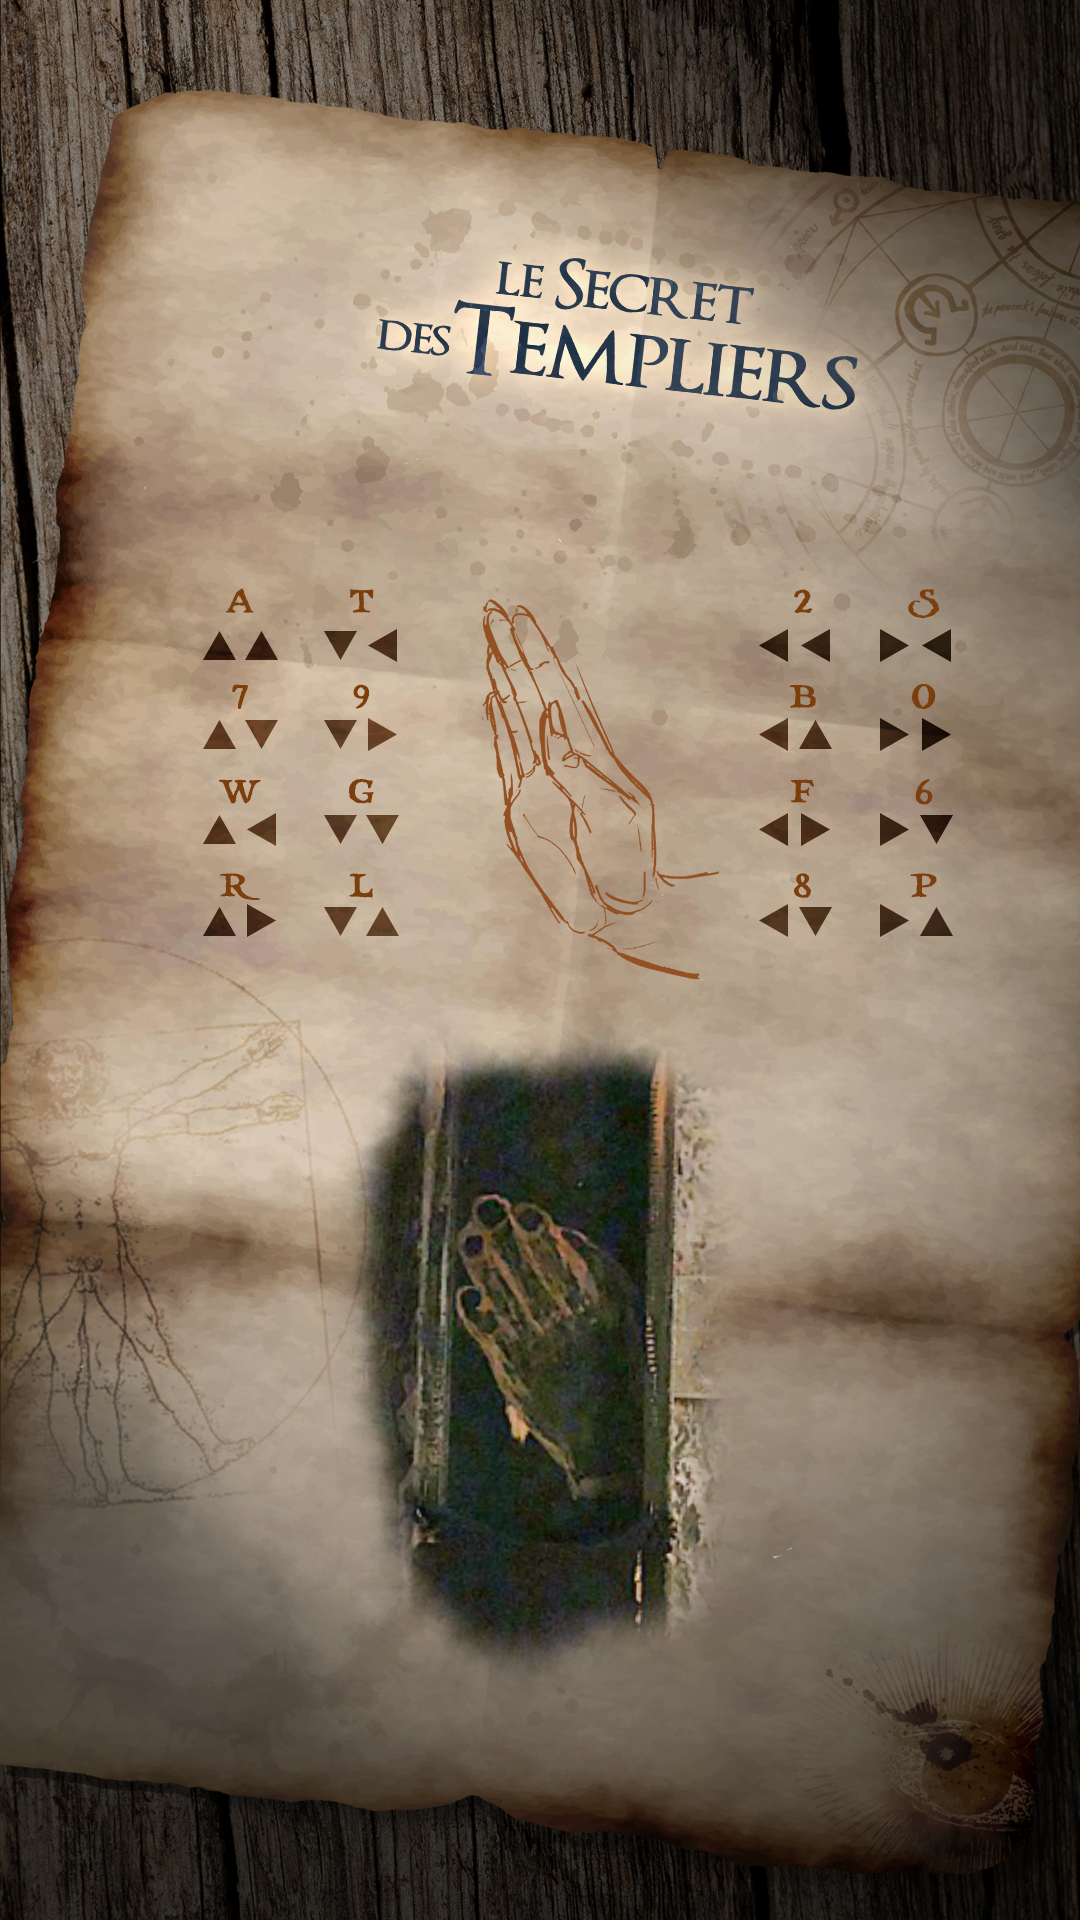 LE SECRET
DES TEMPLIERS
A T 2 S
▲▲ ▼◀ ◀◀ ▶◀
7 9 B 0
▲▼ ▼▶ ◀▲ ▶▶
W G F 6
▲◀ ▼▼ ◀▶ ▶▼
R L 8 P
▲▶ ▼▲ ◀▼ ▶▲